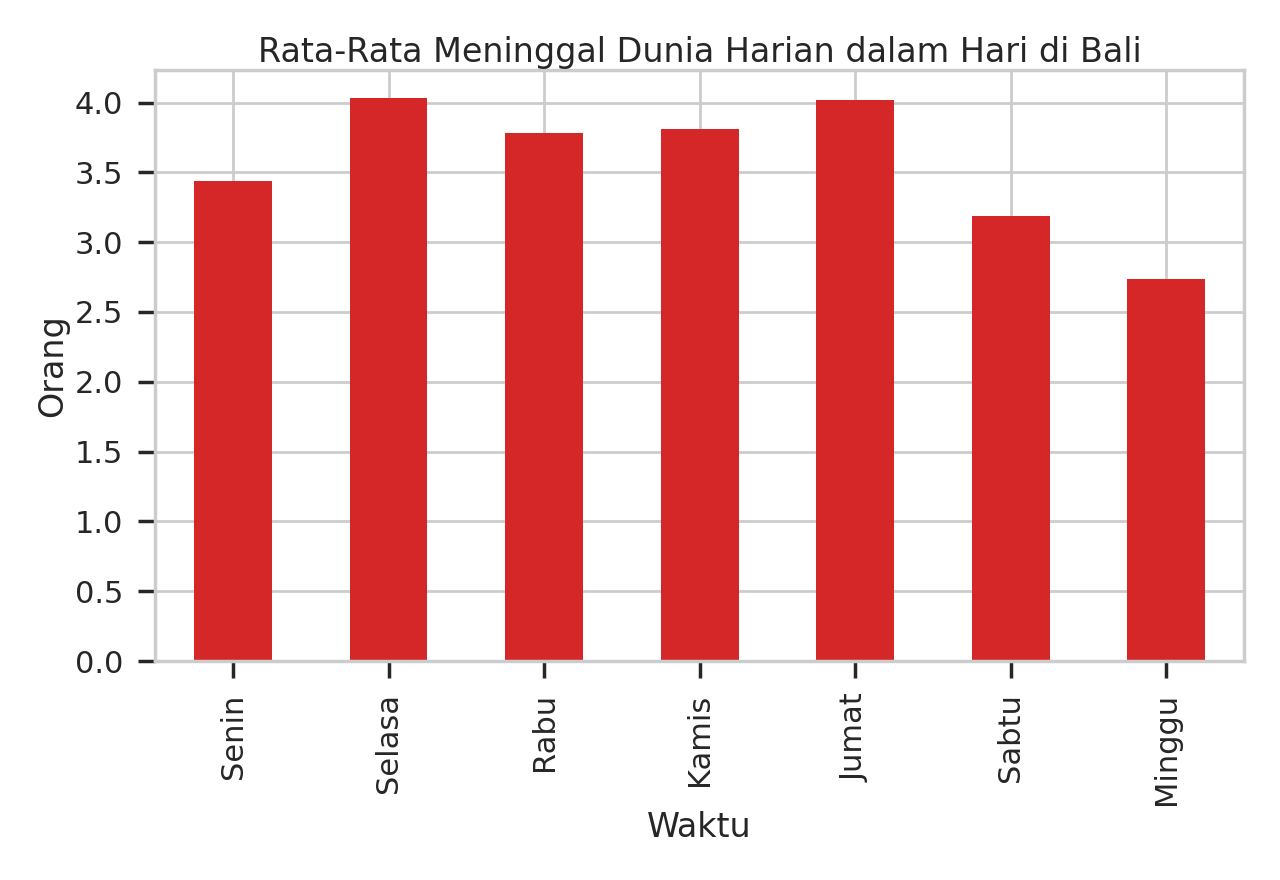 Rata-Rata Meninggal Dunia Harian dalam Hari di Bali
Orang
4.0
3.5
3.0
2.5
2.0
1.5
1.0
0.5
0.0
Senin
Selasa
Rabu
Kamis
Jumat
Sabtu
Minggu
Waktu